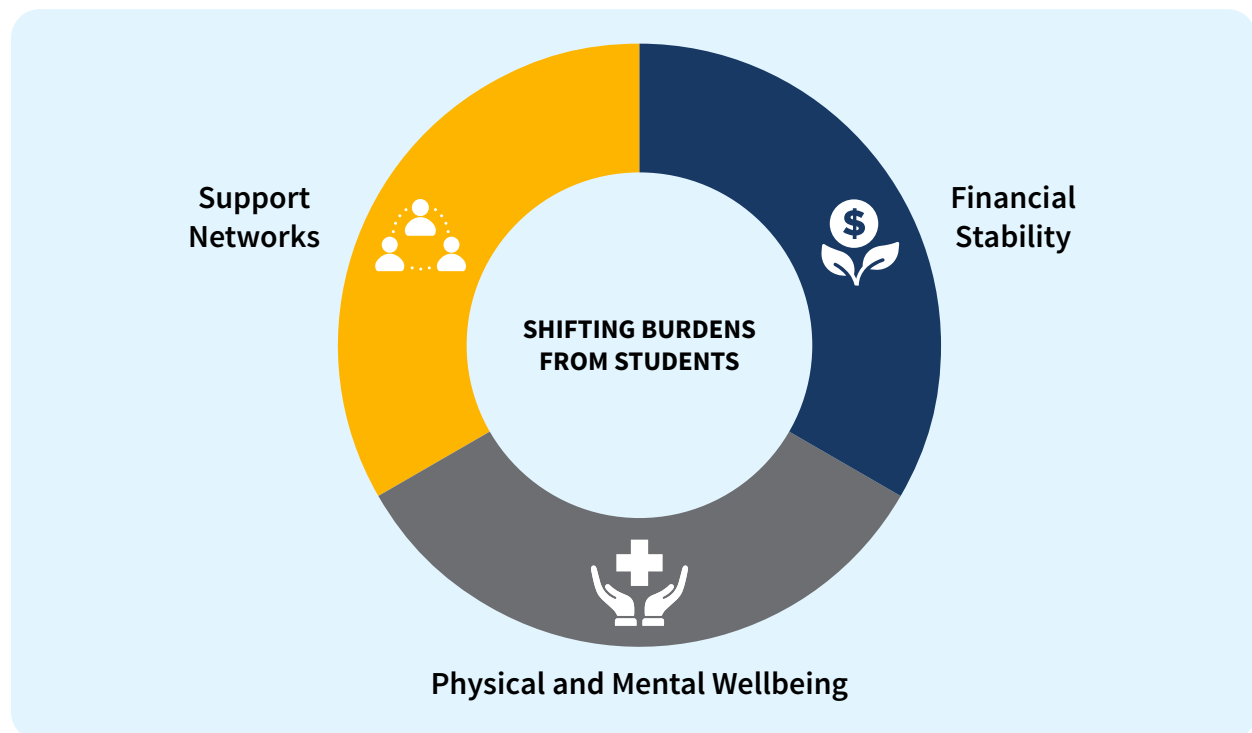 Support
Networks
Financial
Stability
$
SHIFTING BURDENS
FROM STUDENTS
Physical and Mental Wellbeing